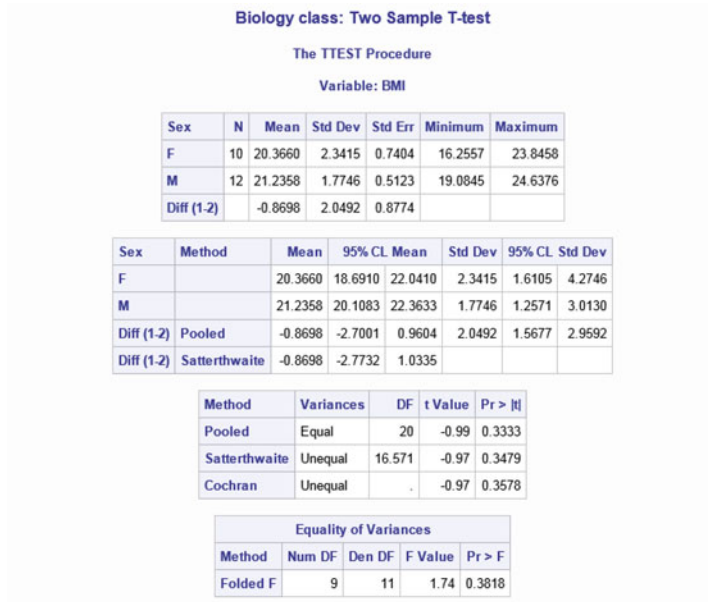 Biology class: Two Sample T-test
The TTEST Procedure
Variable: BMI
Sex N Mean Std Dev Std Err Minimum Maximum
F 10 20.3660 2.3415 0.7404 16.2557 23.8458
M 12 21.2358 1.7746 0.5123 19.0845 24.6376
Diff (1-2) -0.8698 2.0492 0.8774
Sex Method Mean 95% CL Mean Std Dev 95% CL Std Dev
F 20.3660 18.6910 22.0410 2.3415 1.6105 4.2746
M 21.2358 20.1083 22.3633 1.7746 1.2571 3.0130
Diff (1-2) Pooled -0.8698 -2.7001 0.9604 2.0492 1.5677 2.9592
Diff (1-2) Satterthwaite -0.8698 -2.7732 1.0335
Method Variances DF t Value Pr > |t|
Pooled Equal 20 -0.99 0.3333
Satterthwaite Unequal 16.571 -0.97 0.3479
Cochran Unequal . -0.97 0.3578
Equality of Variances
Method Num DF Den DF F Value Pr > F
Folded F 9 11 1.74 0.3818